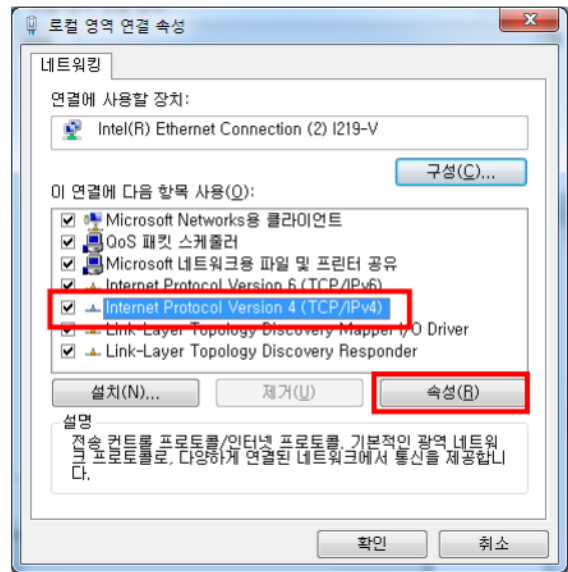 로컬 영역 연결 속성
네트워킹
연결에 사용할 장치:
Intel(R) Ethernet Connection (2) I219-V
구성(C)...
이 연결에 다음 항목 사용(O):
Microsoft Networks용 클라이언트
QoS 패킷 스케줄러
Microsoft 네트워크용 파일 및 프린터 공유
Internet Protocol Version 6 (TCP/IPv6)
Internet Protocol Version 4 (TCP/IPv4)
Link-Layer Topology Discovery Mapper I/O Driver
Link-Layer Topology Discovery Responder
설치(N)... 제거(U) 속성(R)
설명
전송 컨트롤 프로토콜/인터넷 프로토콜. 기본적인 광역 네트워
크 프로토콜로, 다양하게 연결된 네트워크에서 통신을 제공합니
다.
확인 취소